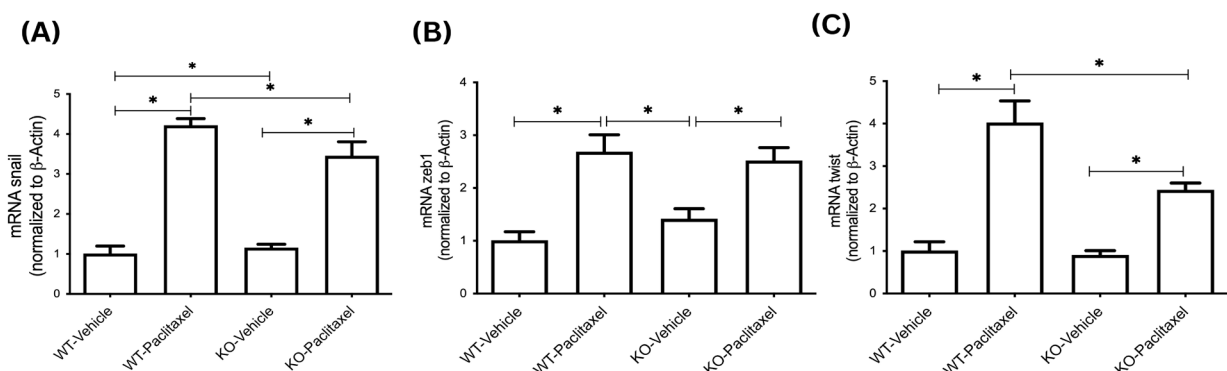 (A)
mRNA snail
(normalized to β-Actin)
5
4
3
2
1
0
*
*
*
*
WT-Vehicle
WT-Paclitaxel
KO-Vehicle
KO-Paclitaxel
(B)
mRNA zeb1
(normalized to β-Actin)
4
3
2
1
0
*
*
*
WT-Vehicle
WT-Paclitaxel
KO-Vehicle
KO-Paclitaxel
(C)
mRNA twist
(normalized to β-Actin)
5
4
3
2
1
0
*
*
*
WT-Vehicle
WT-Paclitaxel
KO-Vehicle
KO-Paclitaxel